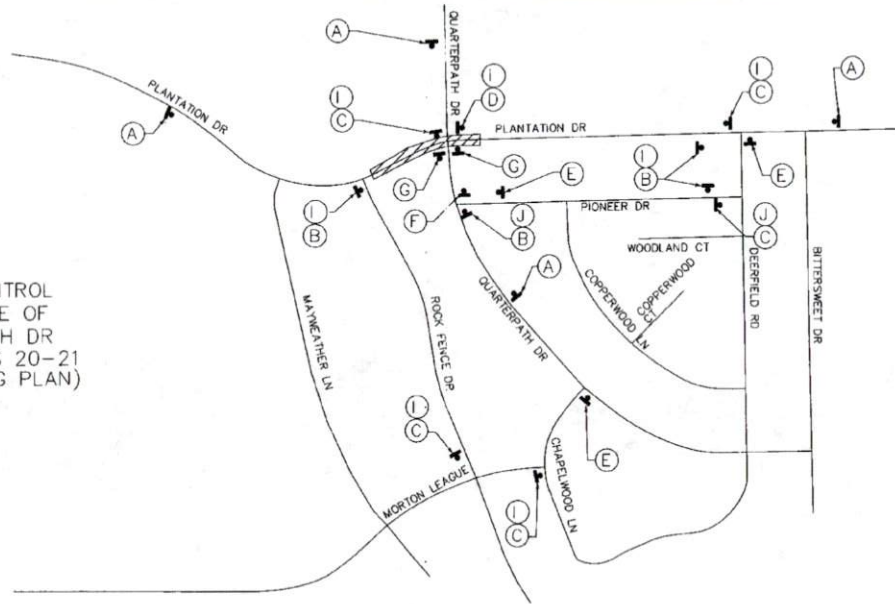 A
QUARTERPATH DR
I
D
I
C
A
PLANTATION DR
A
I
C
PLANTATION DR
G
G
E
I
B
E
I
B
F
J
B
PIONEER DR
J
C
WOODLAND CT
A
COPPERWOOD LN
COPPERWOOD
CT
DEERFIELD RD
BITTERSWEET DR
TROL
E OF
H DR
S 20-21
G PLAN)
MAYWEATHER LN
ROCK FENCE DR
QUARTERPATH DR
I
C
E
MORTON LEAGUE
CHAPELWOOD LN
I
C